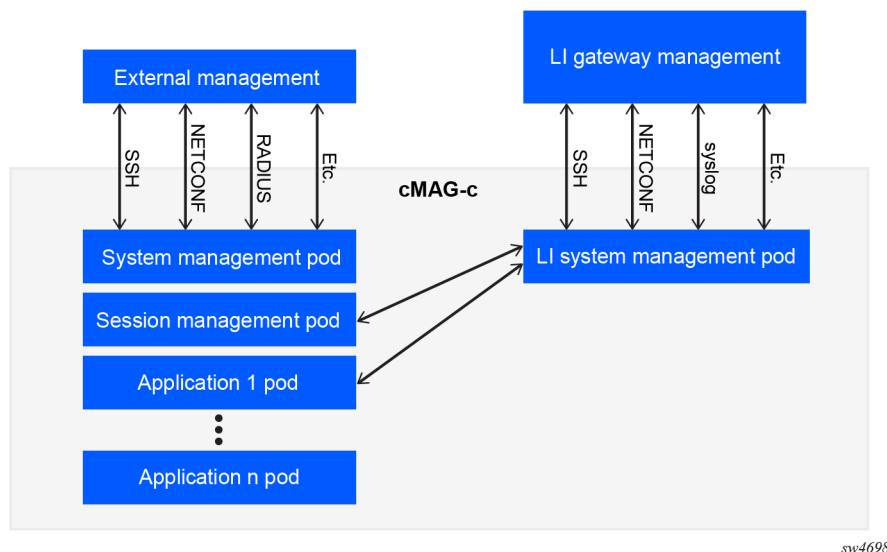 External management
LI gateway management
SSH
NETCONF
RADIUS
Etc.
SSH
NETCONF
syslog
Etc.
cMAG-c
System management pod
LI system management pod
Session management pod
Application 1 pod
Application n pod
sw4698